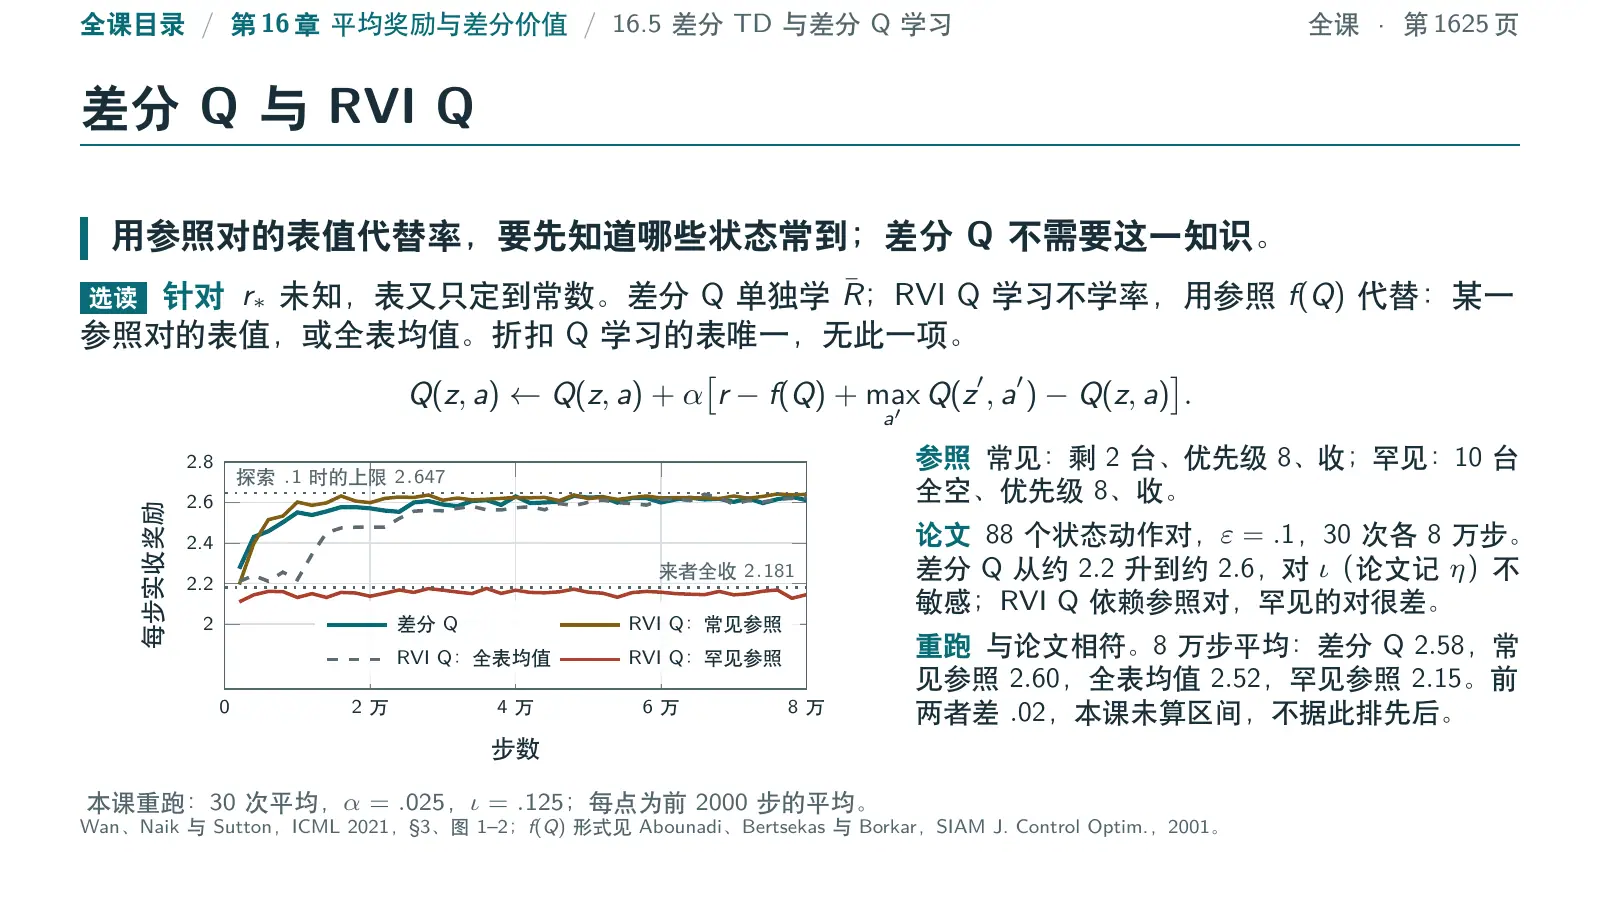 全课目录 / 第16章 平均奖励与差分价值 / 16.5 差分 TD 与差分 Q 学习
全课 · 第1625页
差分 Q 与 RVI Q
用参照对的表值代替率，要先知道哪些状态常到；差分 Q 不需要这一知识。
选读 针对 r∗ 未知，表又只定到常数。差分 Q 单独学 R̄；RVI Q 学习不学率，用参照 f(Q) 代替：某一
参照对的表值，或全表均值。折扣 Q 学习的表唯一，无此一项。
Q(z, a) ← Q(z, a) + α[r − f(Q) + max_{a′} Q(z′, a′) − Q(z, a)].
2.8
2.6
2.4
2.2
2
每步实收奖励
探索 .1 时的上限 2.647
来者全收 2.181
差分 Q
RVI Q：常见参照
RVI Q：全表均值
RVI Q：罕见参照
0
2 万
4 万
6 万
8 万
步数
参照 常见：剩 2 台、优先级 8、收；罕见：10 台
全空、优先级 8、收。
论文 88 个状态动作对，ε = .1，30 次各 8 万步。
差分 Q 从约 2.2 升到约 2.6，对 ι（论文记 η）不
敏感；RVI Q 依赖参照对，罕见的对很差。
重跑 与论文相符。8 万步平均：差分 Q 2.58，常
见参照 2.60，全表均值 2.52，罕见参照 2.15。前
两者差 .02，本课未算区间，不据此排先后。
本课重跑：30 次平均，α = .025，ι = .125；每点为前 2000 步的平均。
Wan、Naik 与 Sutton，ICML 2021，§3、图 1–2；f(Q) 形式见 Abounadi、Bertsekas 与 Borkar，SIAM J. Control Optim.，2001。